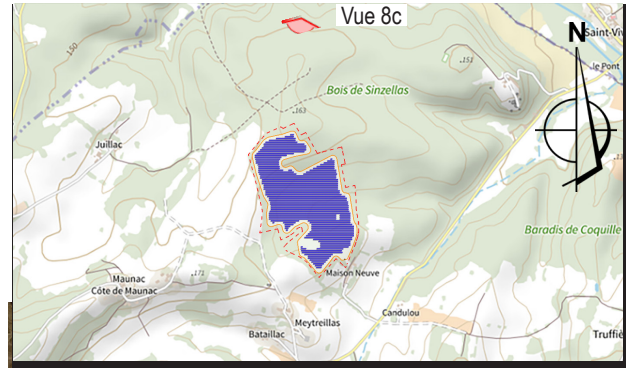 Vue 8c
N
Saint-Viv
le Pont
150
.151
Bois de Sinzellas
.163
Juillac
Baradis de Coquille
.171
Maunac
Côte de Maunac
Maison Neuve
Candulou
Meytreillas
Bataillac
Truffiè